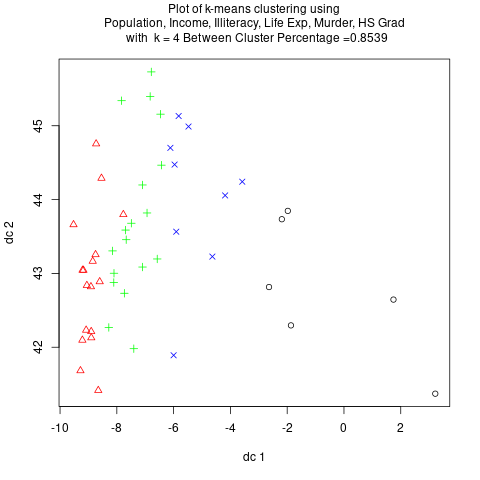 Plot of k-means clustering using
Population, Income, Illiteracy, Life Exp, Murder, HS Grad
with k = 4 Between Cluster Percentage =0.8539
45
44
43
42
dc 2
-10 -8 -6 -4 -2 0 2
dc 1